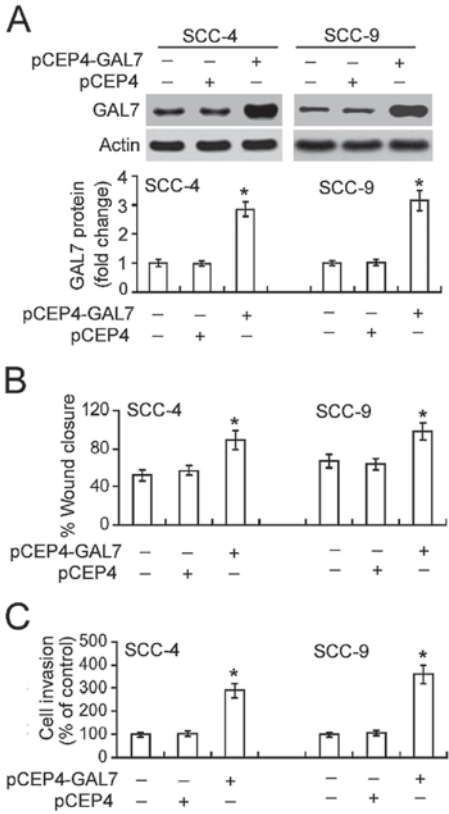 A
SCC-4 SCC-9
pCEP4-GAL7 – – + – – +
pCEP4 – + – – + –
GAL7
Actin
GAL7 protein
(fold change)
4
3
2
1
0
SCC-4 SCC-9
* *
pCEP4-GAL7 – – + – – +
pCEP4 – + – – + –
B
% Wound closure
120
80
40
0
SCC-4 SCC-9
* *
pCEP4-GAL7 – – + – – +
pCEP4 – + – – + –
C
Cell invasion
(% of control)
500
400
300
200
100
0
SCC-4 SCC-9
* *
pCEP4-GAL7 – – + – – +
pCEP4 – + – – + –